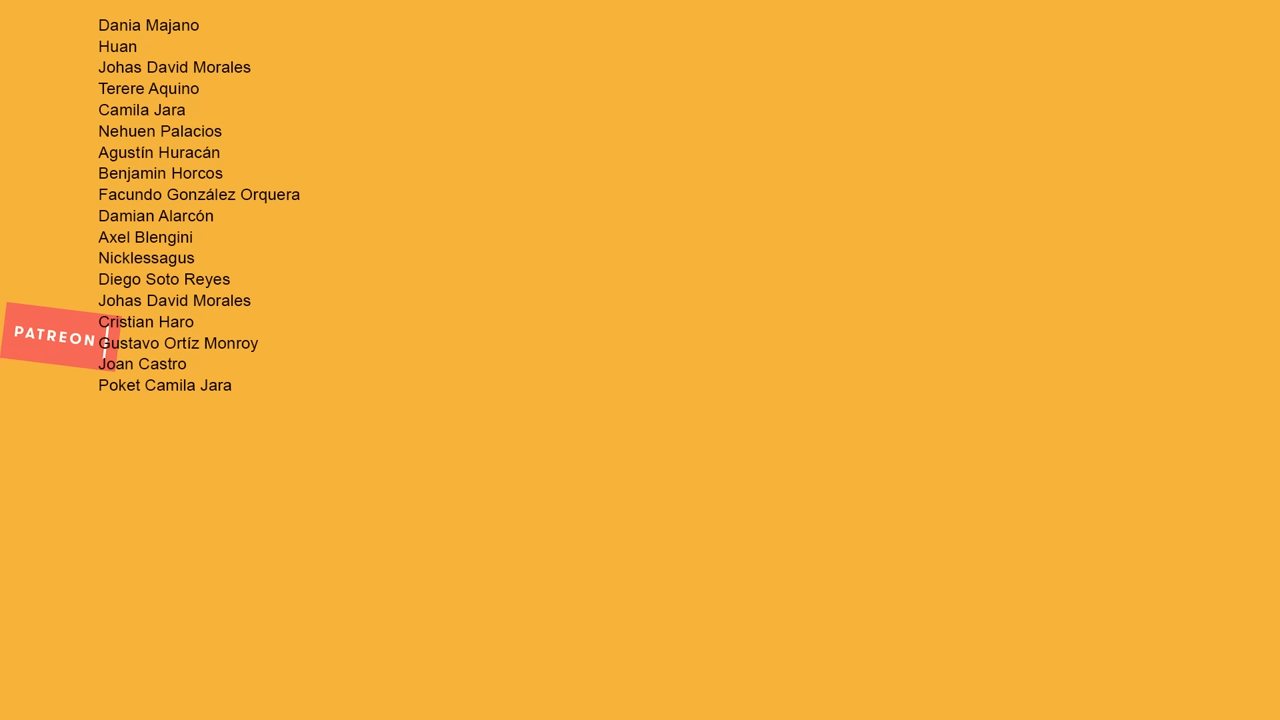 Dania Majano
Huan
Johas David Morales
Terere Aquino
Camila Jara
Nehuen Palacios
Agustín Huracán
Benjamin Horcos
Facundo González Orquera
Damian Alarcón
Axel Blengini
Nicklessagus
Diego Soto Reyes
Johas David Morales
Cristian Haro
PATREON
Gustavo Ortíz Monroy
Joan Castro
Poket Camila Jara